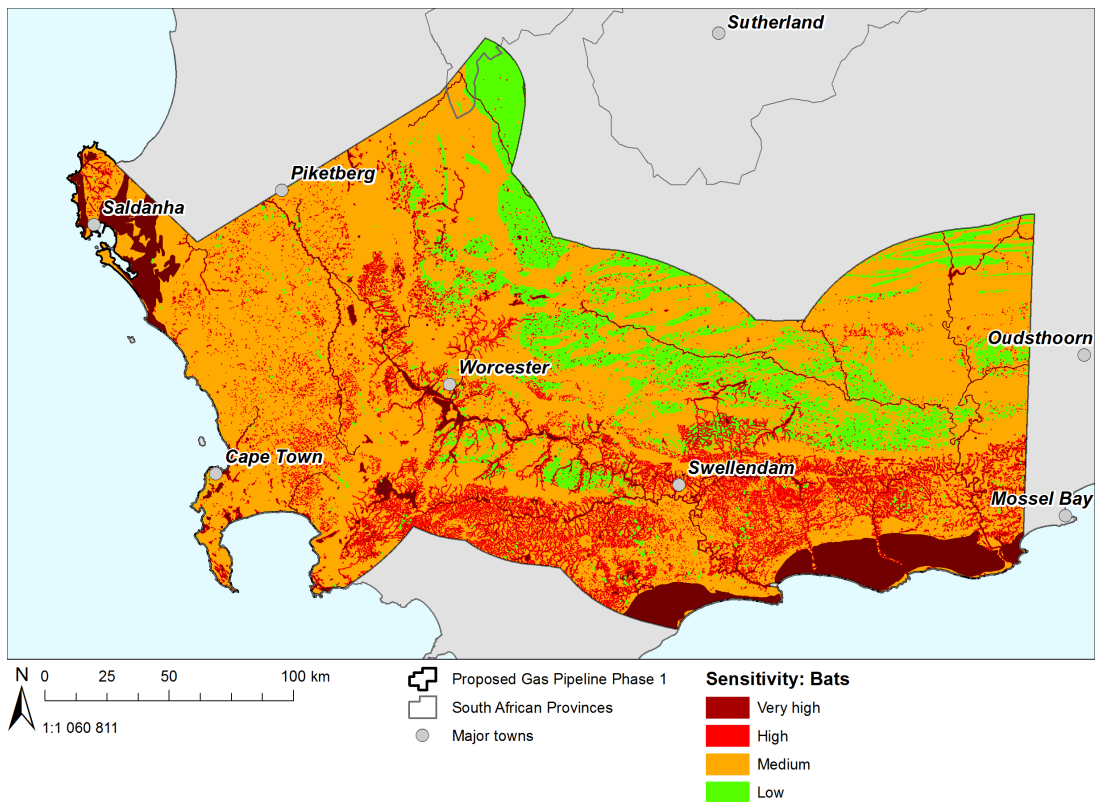 Sutherland
Piketberg
Saldanha
Oudsthoorn
Worcester
Cape Town
Swellendam
Mossel Bay
N
0 25 50 100 km
1:1 060 811
Proposed Gas Pipeline Phase 1
South African Provinces
Major towns
Sensitivity: Bats
Very high
High
Medium
Low